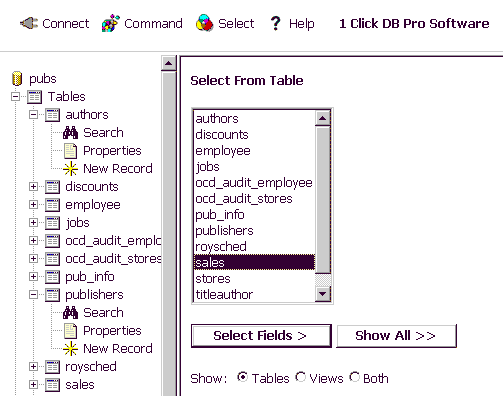 Connect Command Select Help 1 Click DB Pro Software
pubs
Tables
authors
Search
Properties
New Record
discounts
employee
jobs
ocd_audit_emplo
ocd_audit_stores
pub_info
publishers
Search
Properties
New Record
roysched
sales
Select From Table
authors
discounts
employee
jobs
ocd_audit_employee
ocd_audit_stores
pub_info
publishers
roysched
sales
stores
titleauthor
Select Fields > Show All >>
Show: Tables Views Both